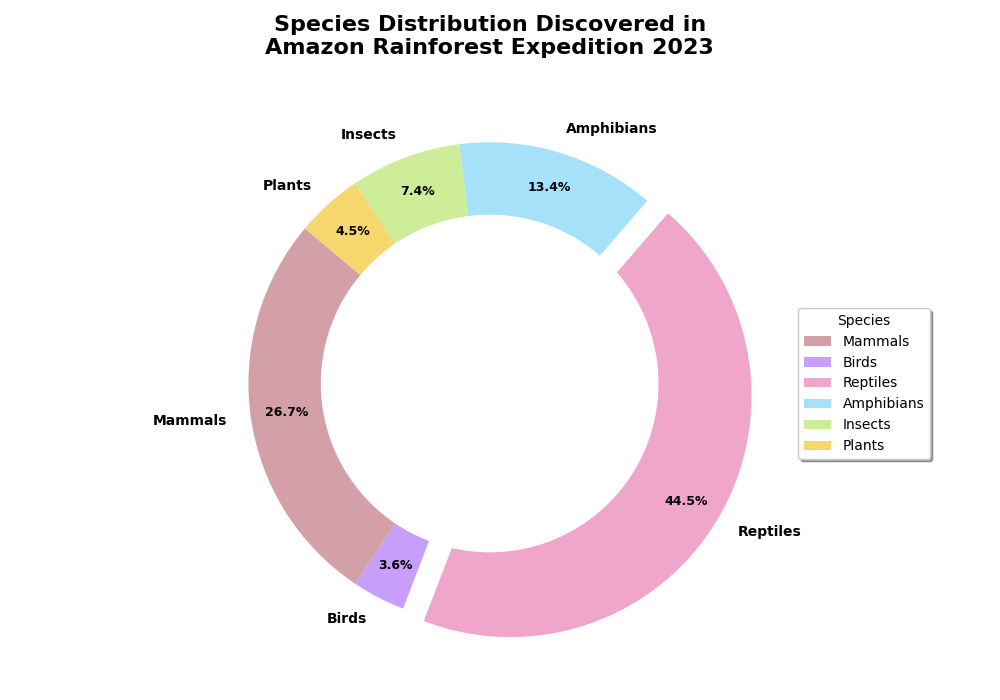 Species Distribution Discovered in
Amazon Rainforest Expedition 2023
Amphibians
Insects
Plants
13.4%
7.4%
4.5%
Mammals
26.7%
Birds
3.6%
44.5%
Reptiles
Species
Mammals
Birds
Reptiles
Amphibians
Insects
Plants